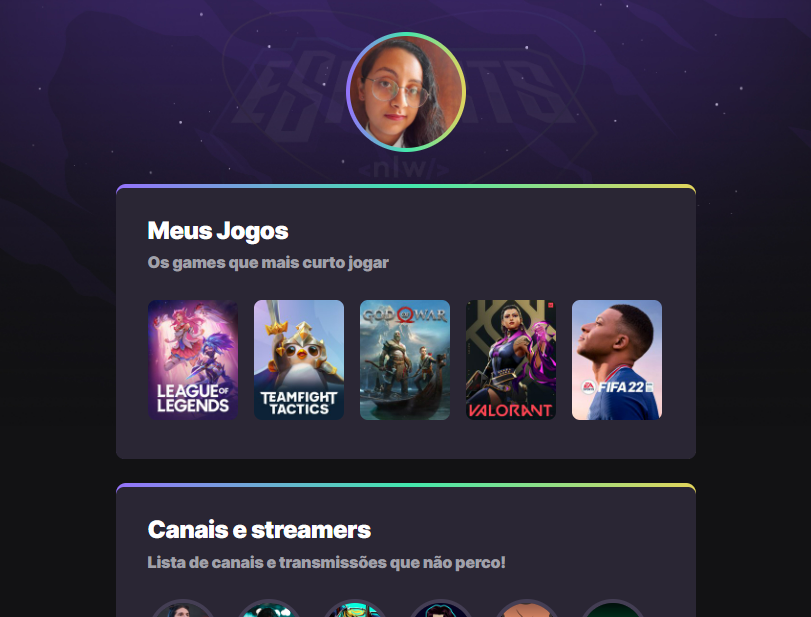 ESPORTS
<nlw/>
Meus Jogos
Os games que mais curto jogar
LEAGUE OF
LEGENDS
TEAMFIGHT
TACTICS
GOD OF WAR
VALORANT
FIFA 22
Canais e streamers
Lista de canais e transmissões que não perco!